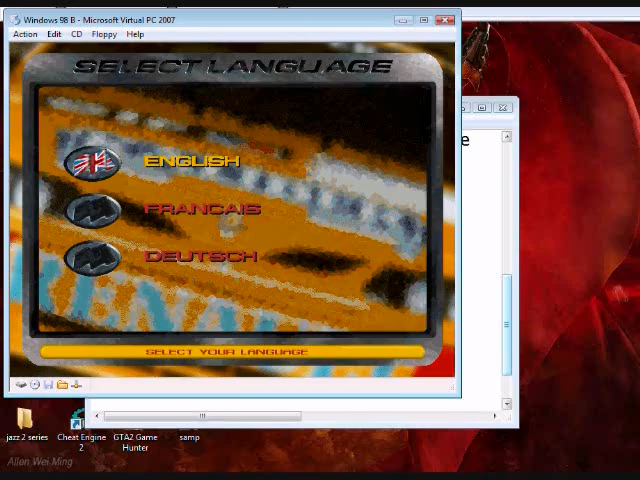 Windows 98 B - Microsoft Virtual PC 2007
Action Edit CD Floppy Help
SELECT LANGUAGE
e
ENGLISH
FRANCAIS
DEUTSCH
SELECT YOUR LANGUAGE
jazz 2 series
Cheat Engine 2
GTA2 Game Hunter
samp
Allen Wei Ming